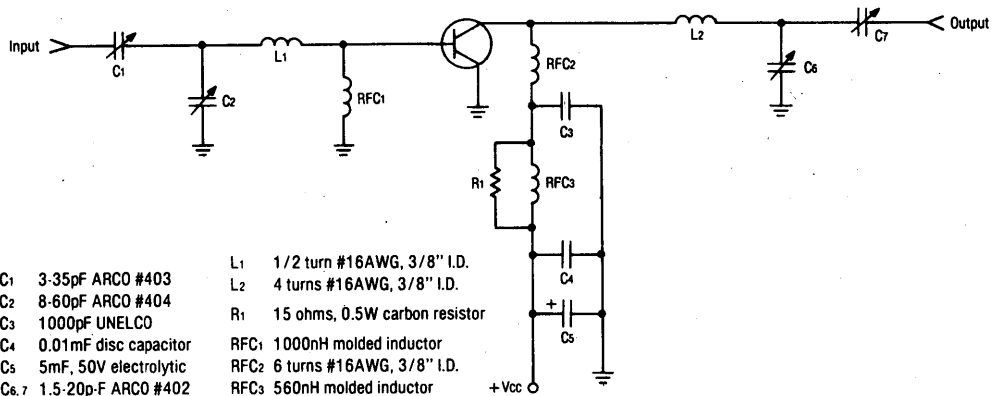 Input
C1
C2
L1
RFC1
RFC2
C3
R1
RFC3
C4
+
C5
+Vcc
L2
C6
C7
Output
C1 3-35pF ARCO #403
C2 8-60pF ARCO #404
C3 1000pF UNELCO
C4 0.01mF disc capacitor
C5 5mF, 50V electrolytic
C6, 7 1.5-20p-F ARCO #402
L1 1/2 turn #16AWG, 3/8" I.D.
L2 4 turns #16AWG, 3/8" I.D.
R1 15 ohms, 0.5W carbon resistor
RFC1 1000nH molded inductor
RFC2 6 turns #16AWG, 3/8" I.D.
RFC3 560nH molded inductor